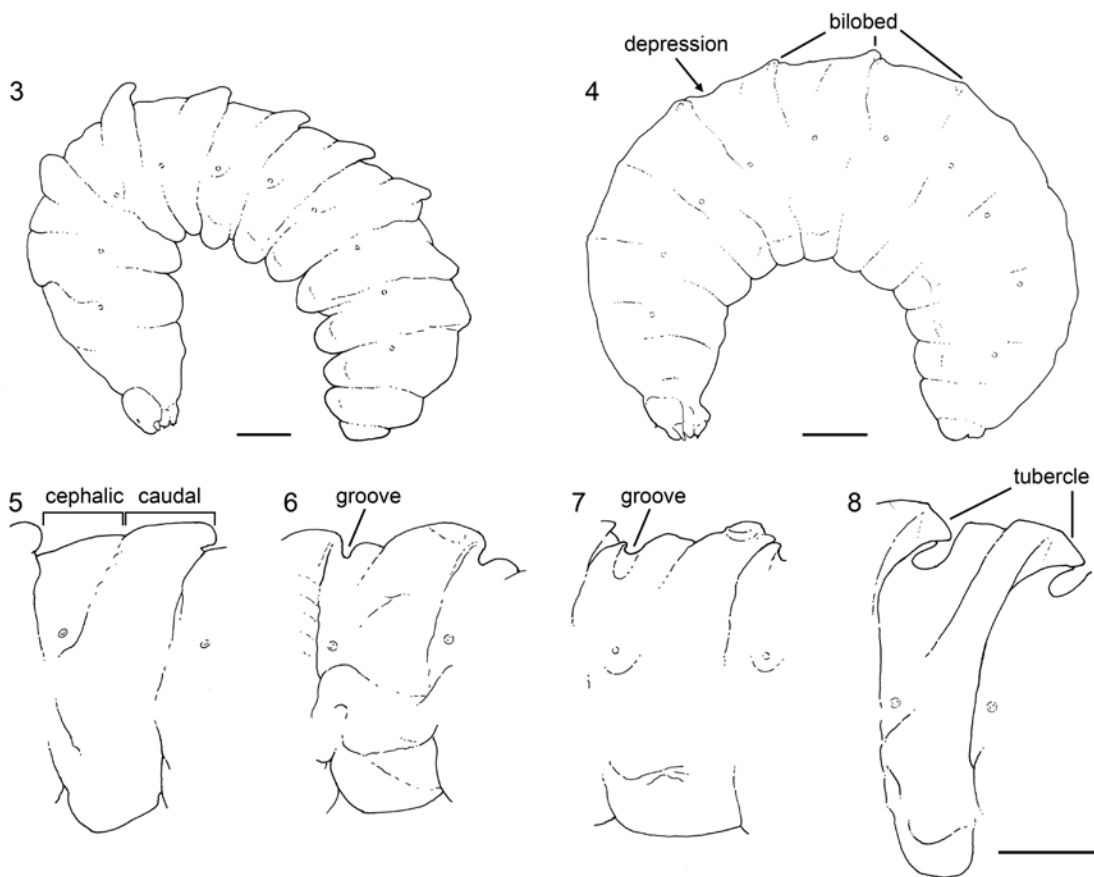 3
4
depression
bilobed
5
cephalic caudal
6
groove
7
groove
8
tubercle